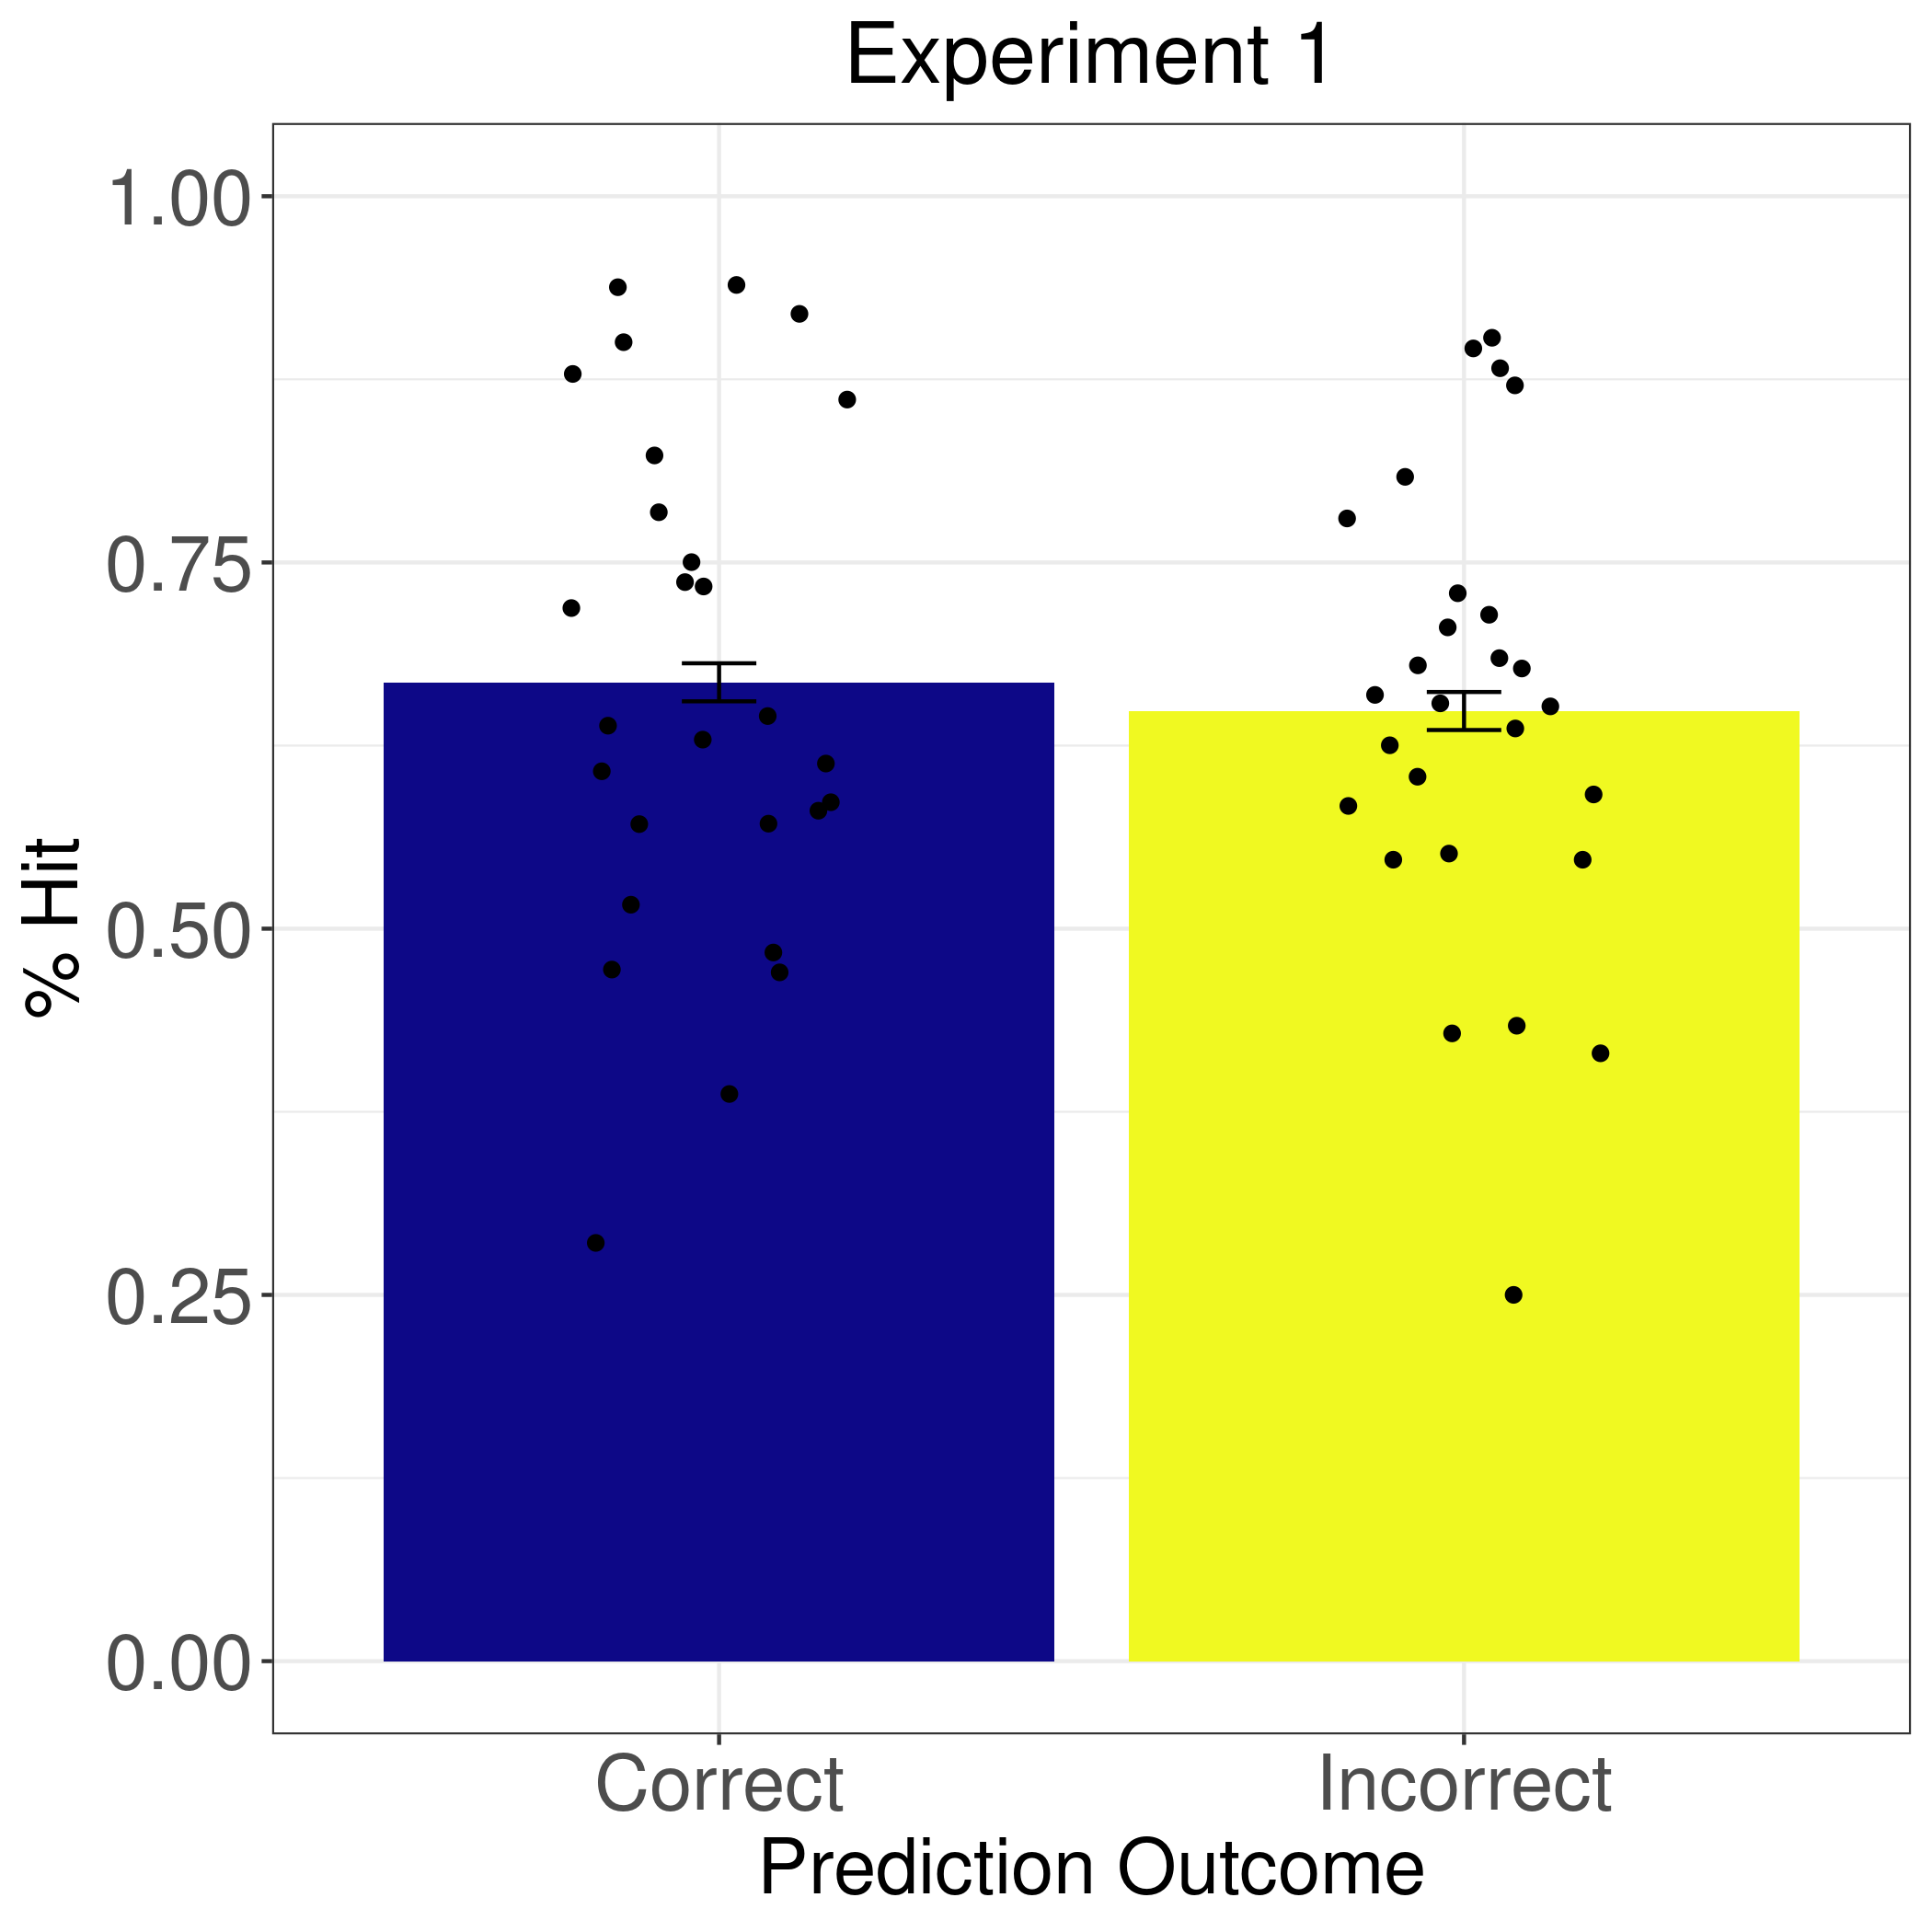 Experiment 1
% Hit
1.00
0.75
0.50
0.25
0.00
Correct
Incorrect
Prediction Outcome